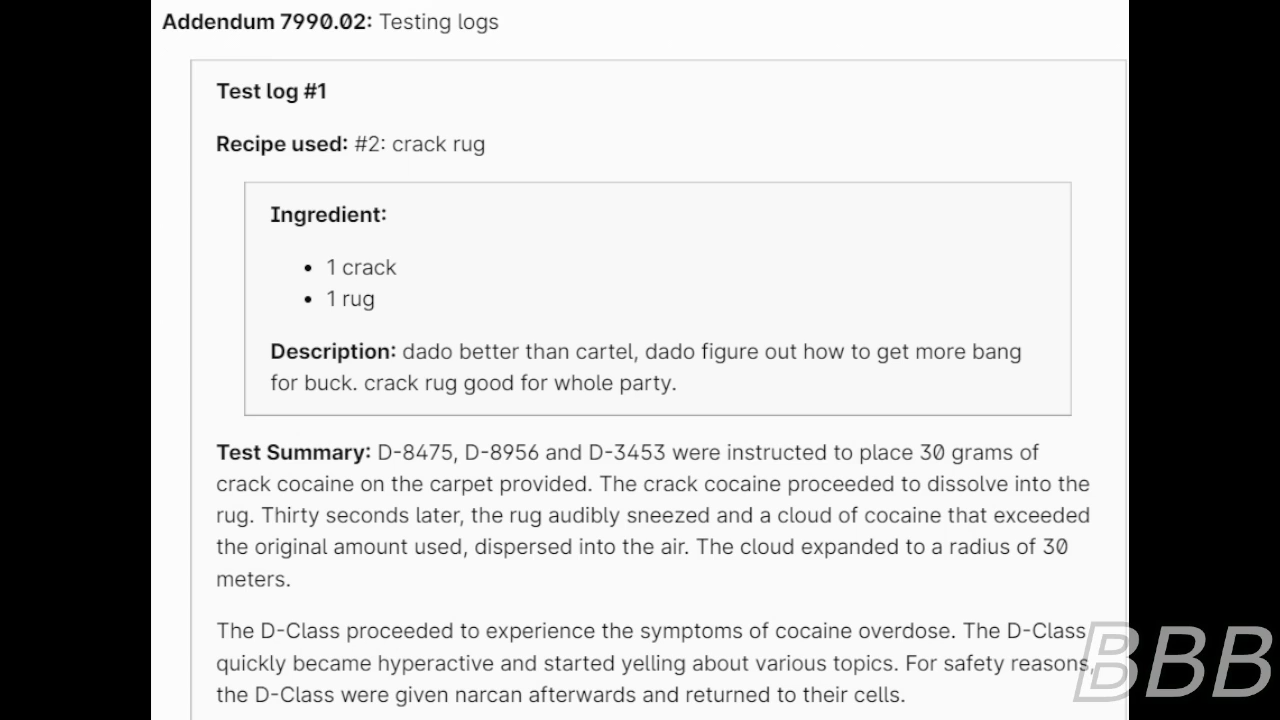 Addendum 7990.02: Testing logs
Test log #1
Recipe used: #2: crack rug
Ingredient:
• 1 crack
• 1 rug
Description: dado better than cartel, dado figure out how to get more bang
for buck. crack rug good for whole party.
Test Summary: D-8475, D-8956 and D-3453 were instructed to place 30 grams of
crack cocaine on the carpet provided. The crack cocaine proceeded to dissolve into the
rug. Thirty seconds later, the rug audibly sneezed and a cloud of cocaine that exceeded
the original amount used, dispersed into the air. The cloud expanded to a radius of 30
meters.
The D-Class proceeded to experience the symptoms of cocaine overdose. The D-Class
quickly became hyperactive and started yelling about various topics. For safety reasons,
the D-Class were given narcan afterwards and returned to their cells.
BBB